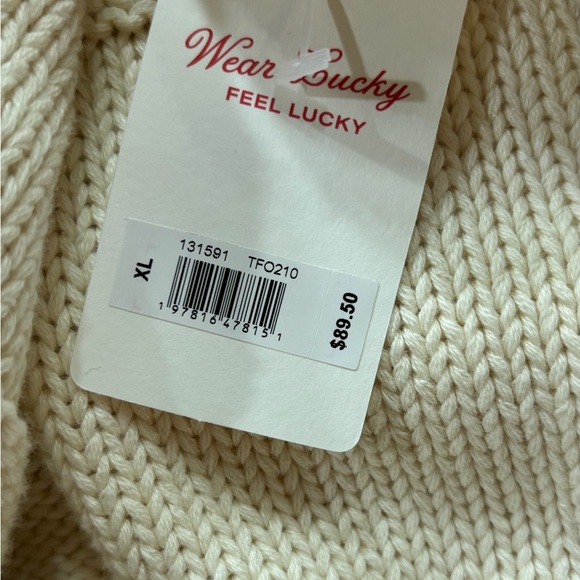 Wear Lucky
FEEL LUCKY
131591 TFO210
XL
1 97816 47815 1
$89.50